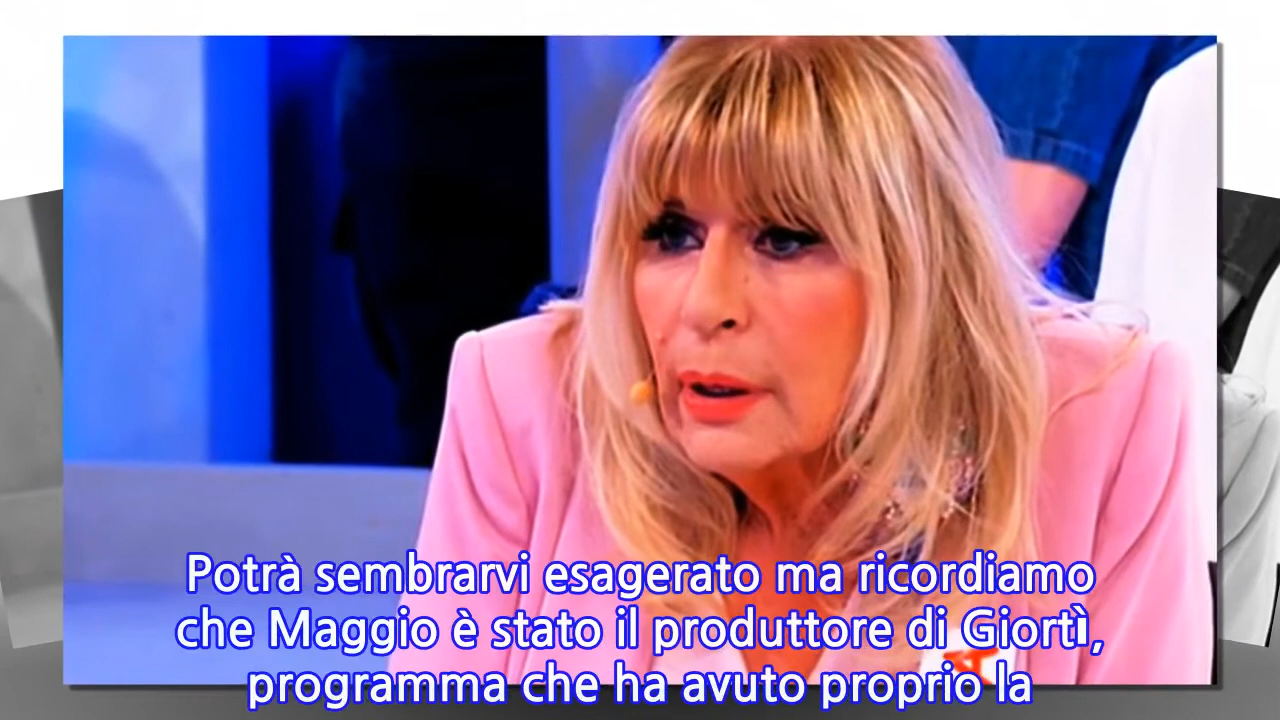 Potrà sembrarvi esagerato ma ricordiamo
che Maggio è stato il produttore di Giortì,
programma che ha avuto proprio la